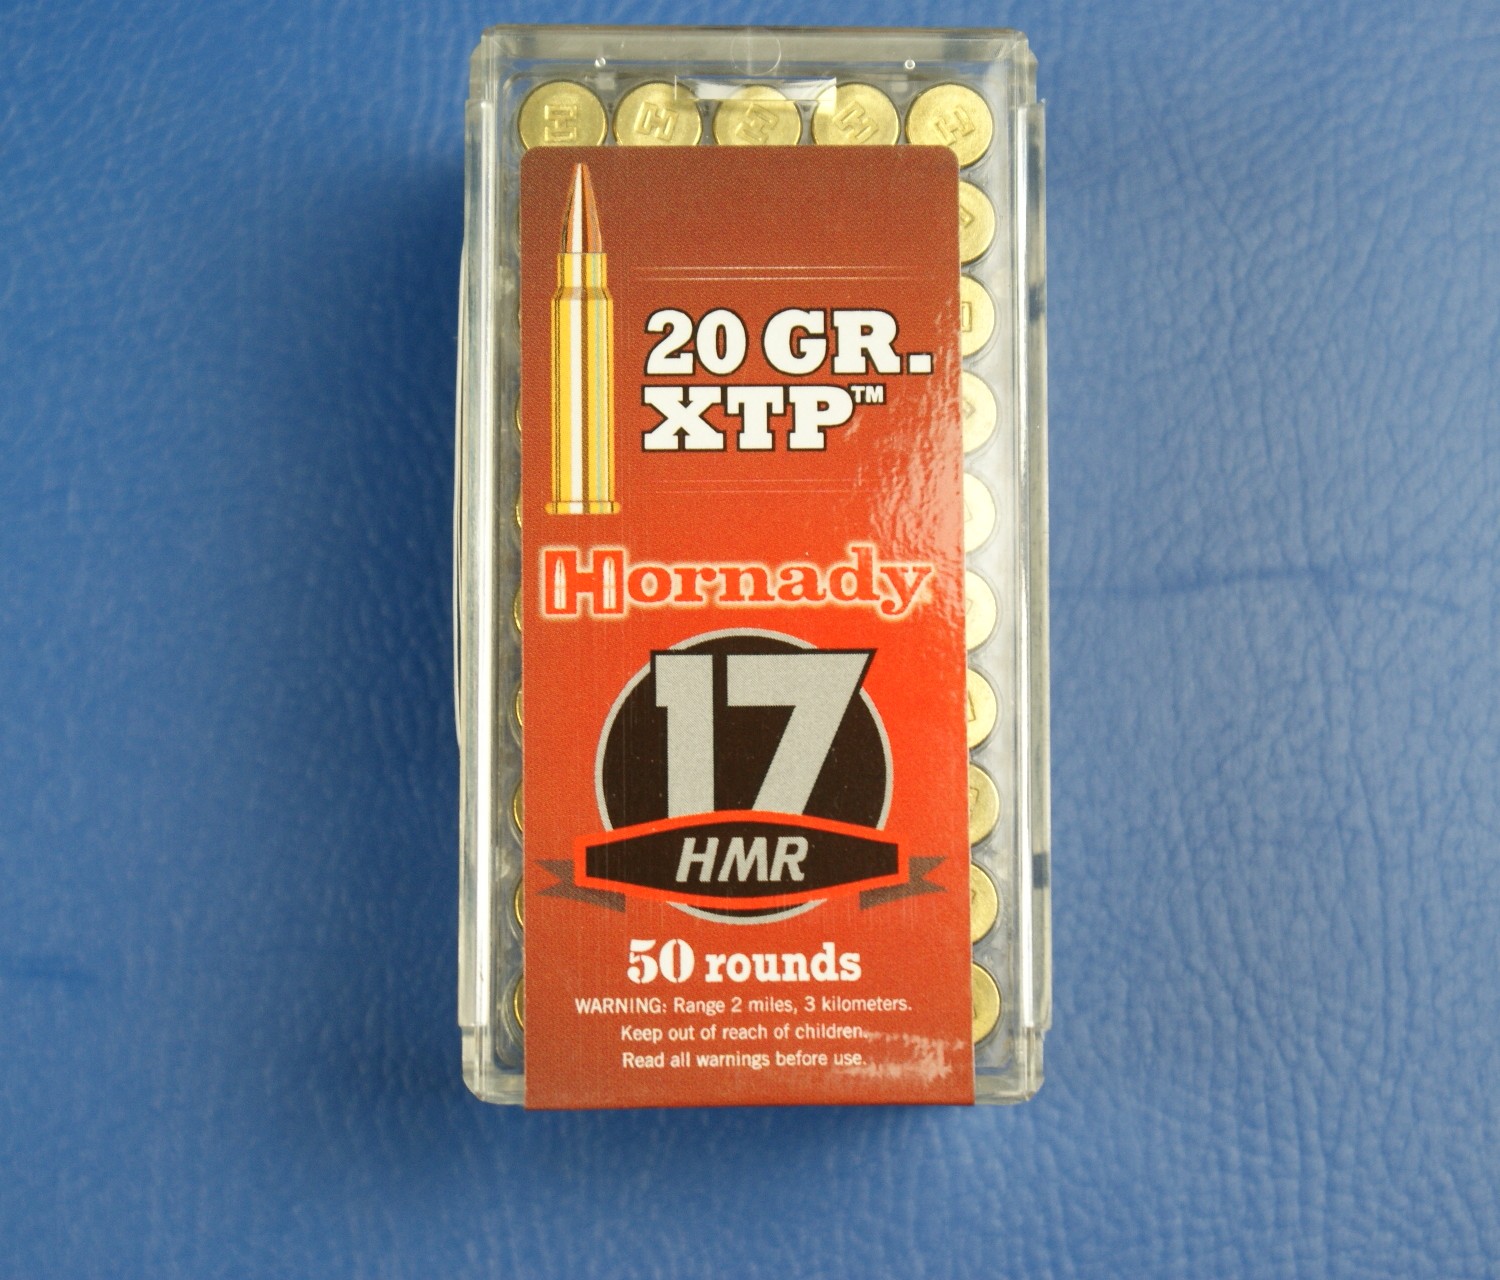 H H H H H
20 GR.
XTP™
Hornady
17
HMR
50 rounds
WARNING: Range 2 miles, 3 kilometers.
Keep out of reach of children.
Read all warnings before use.